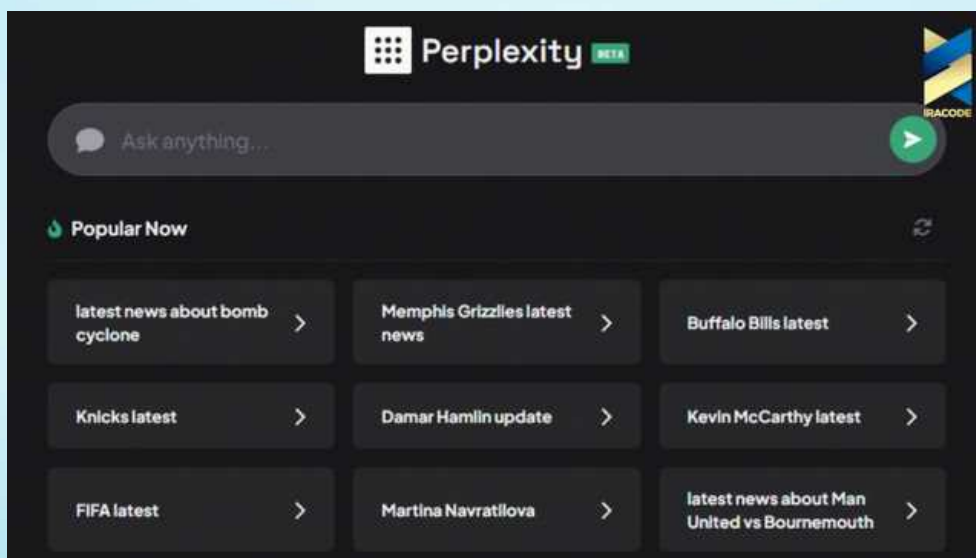 Perplexity BETA
IRACODE
Ask anything...
Popular Now
latest news about bomb
cyclone
Memphis Grizzlies latest
news
Buffalo Bills latest
Knicks latest
Damar Hamlin update
Kevin McCarthy latest
FIFA latest
Martina Navratilova
latest news about Man
United vs Bournemouth